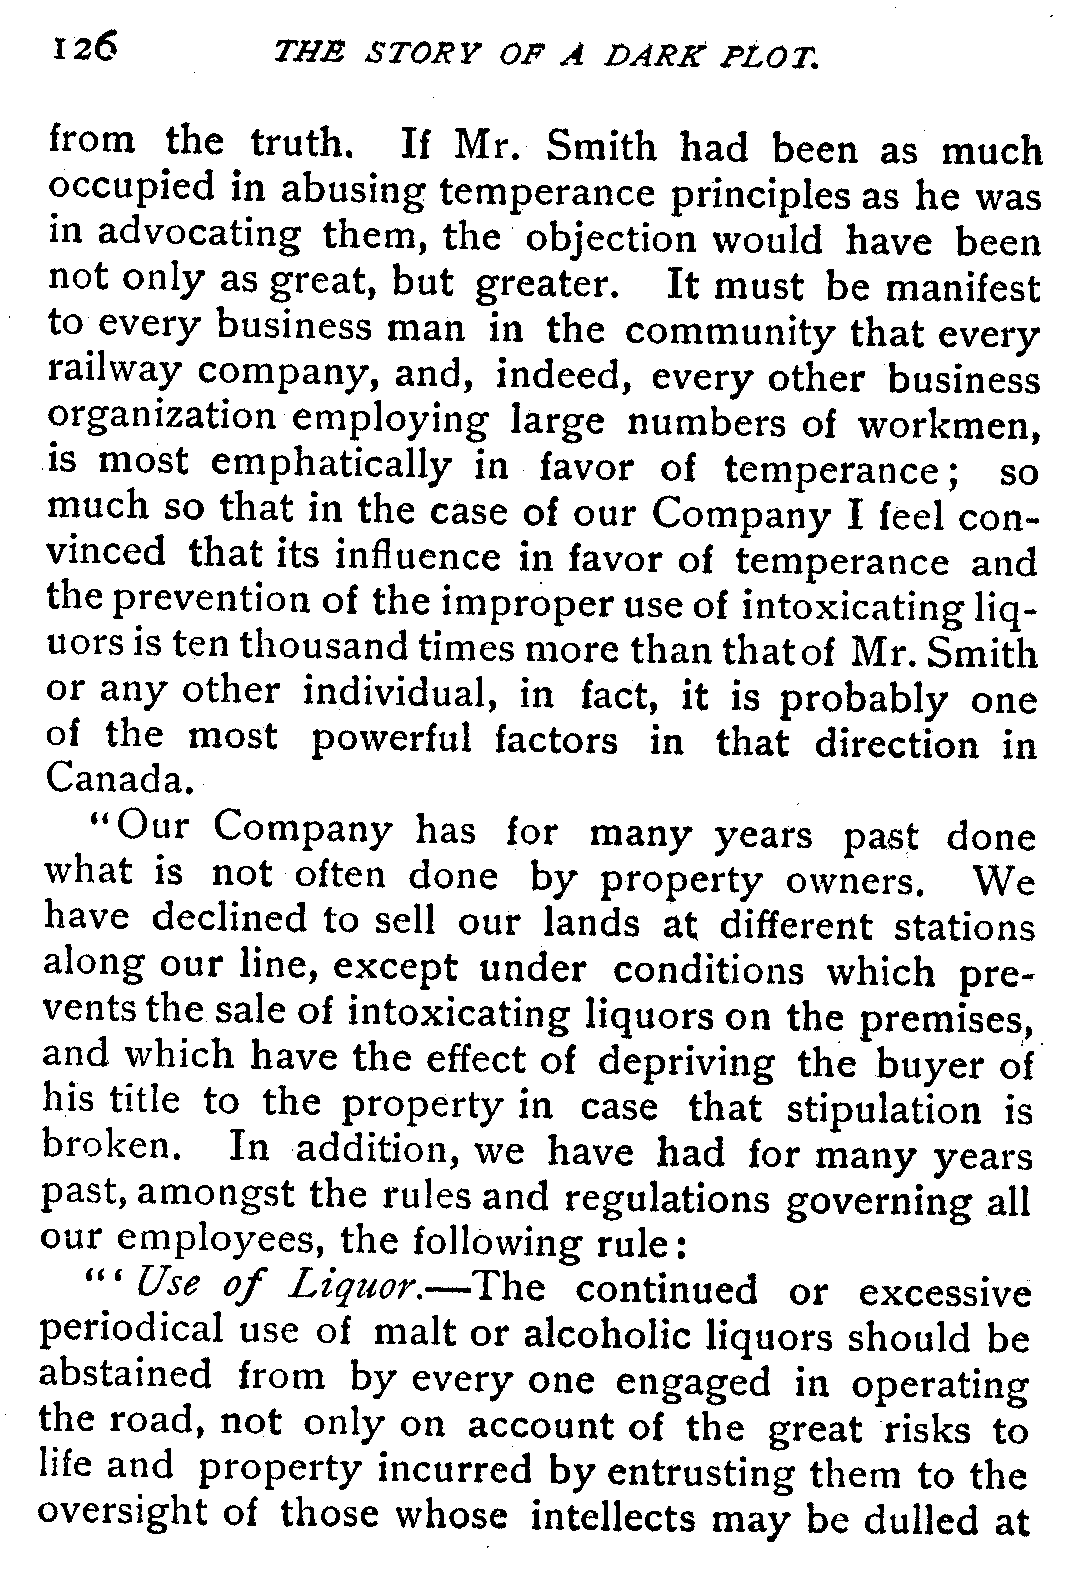 126 THE STORY OF A DARK PLOT.
from the truth. If Mr. Smith had been as much
occupied in abusing temperance principles as he was
in advocating them, the objection would have been
not only as great, but greater. It must be manifest
to every business man in the community that every
railway company, and, indeed, every other business
organization employing large numbers of workmen,
is most emphatically in favor of temperance; so
much so that in the case of our Company I feel con-
vinced that its influence in favor of temperance and
the prevention of the improper use of intoxicating liq-
uors is ten thousand times more than that of Mr. Smith
or any other individual, in fact, it is probably one
of the most powerful factors in that direction in
Canada.
"Our Company has for many years past done
what is not often done by property owners. We
have declined to sell our lands at different stations
along our line, except under conditions which pre-
vents the sale of intoxicating liquors on the premises,
and which have the effect of depriving the buyer of
his title to the property in case that stipulation is
broken. In addition, we have had for many years
past, amongst the rules and regulations governing all
our employees, the following rule:
"' Use of Liquor.—The continued or excessive
periodical use of malt or alcoholic liquors should be
abstained from by every one engaged in operating
the road, not only on account of the great risks to
life and property incurred by entrusting them to the
oversight of those whose intellects may be dulled at